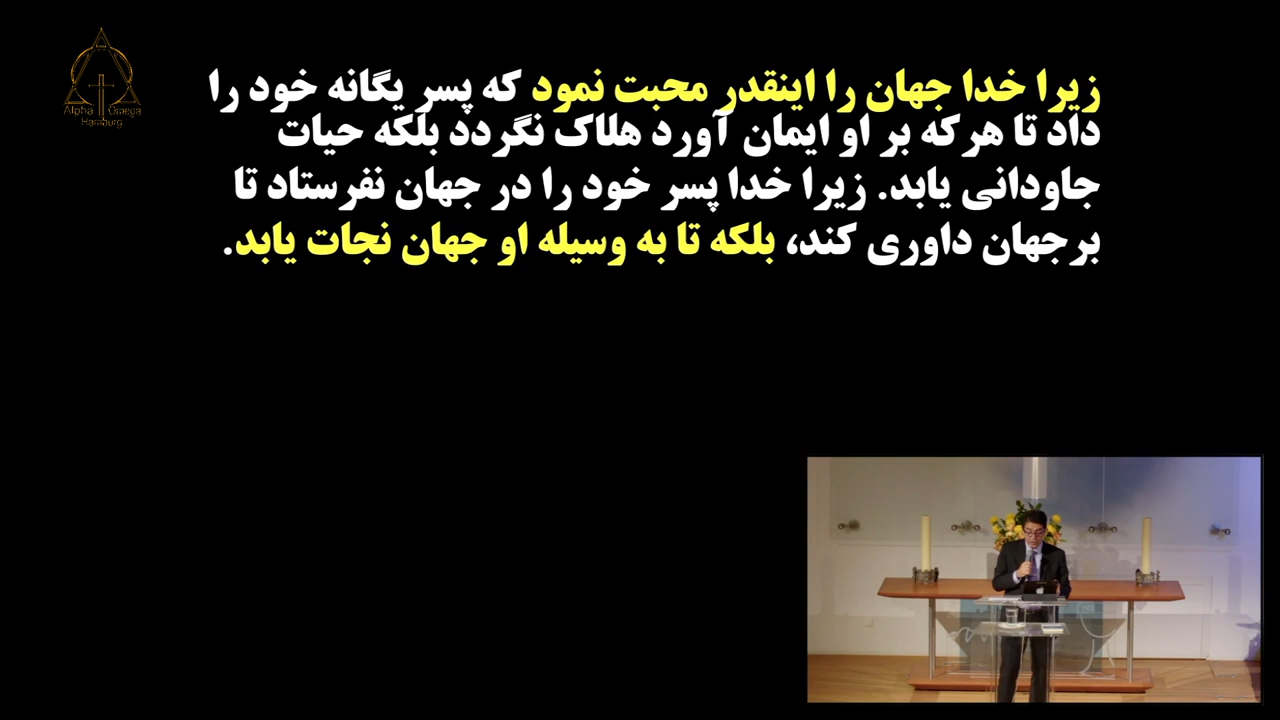 Alpha Omega
Hamburg
زیرا خدا جهان را اینقدر محبت نمود که پسر یگانه خود را
داد تا هرکه بر او ایمان آورد هلاک نگردد بلکه حیات
جاودانی یابد. زیرا خدا پسر خود را در جهان نفرستاد تا
برجهان داوری کند، بلکه تا به وسیله او جهان نجات یابد.